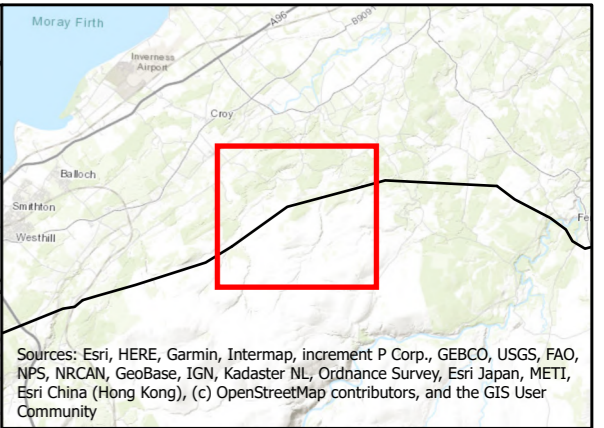 Moray Firth
A96
B9091
Inverness
Airport
Croy
Balloch
Smithton
Westhill
Fe
Sources: Esri, HERE, Garmin, Intermap, increment P Corp., GEBCO, USGS, FAO,
NPS, NRCAN, GeoBase, IGN, Kadaster NL, Ordnance Survey, Esri Japan, METI,
Esri China (Hong Kong), (c) OpenStreetMap contributors, and the GIS User
Community